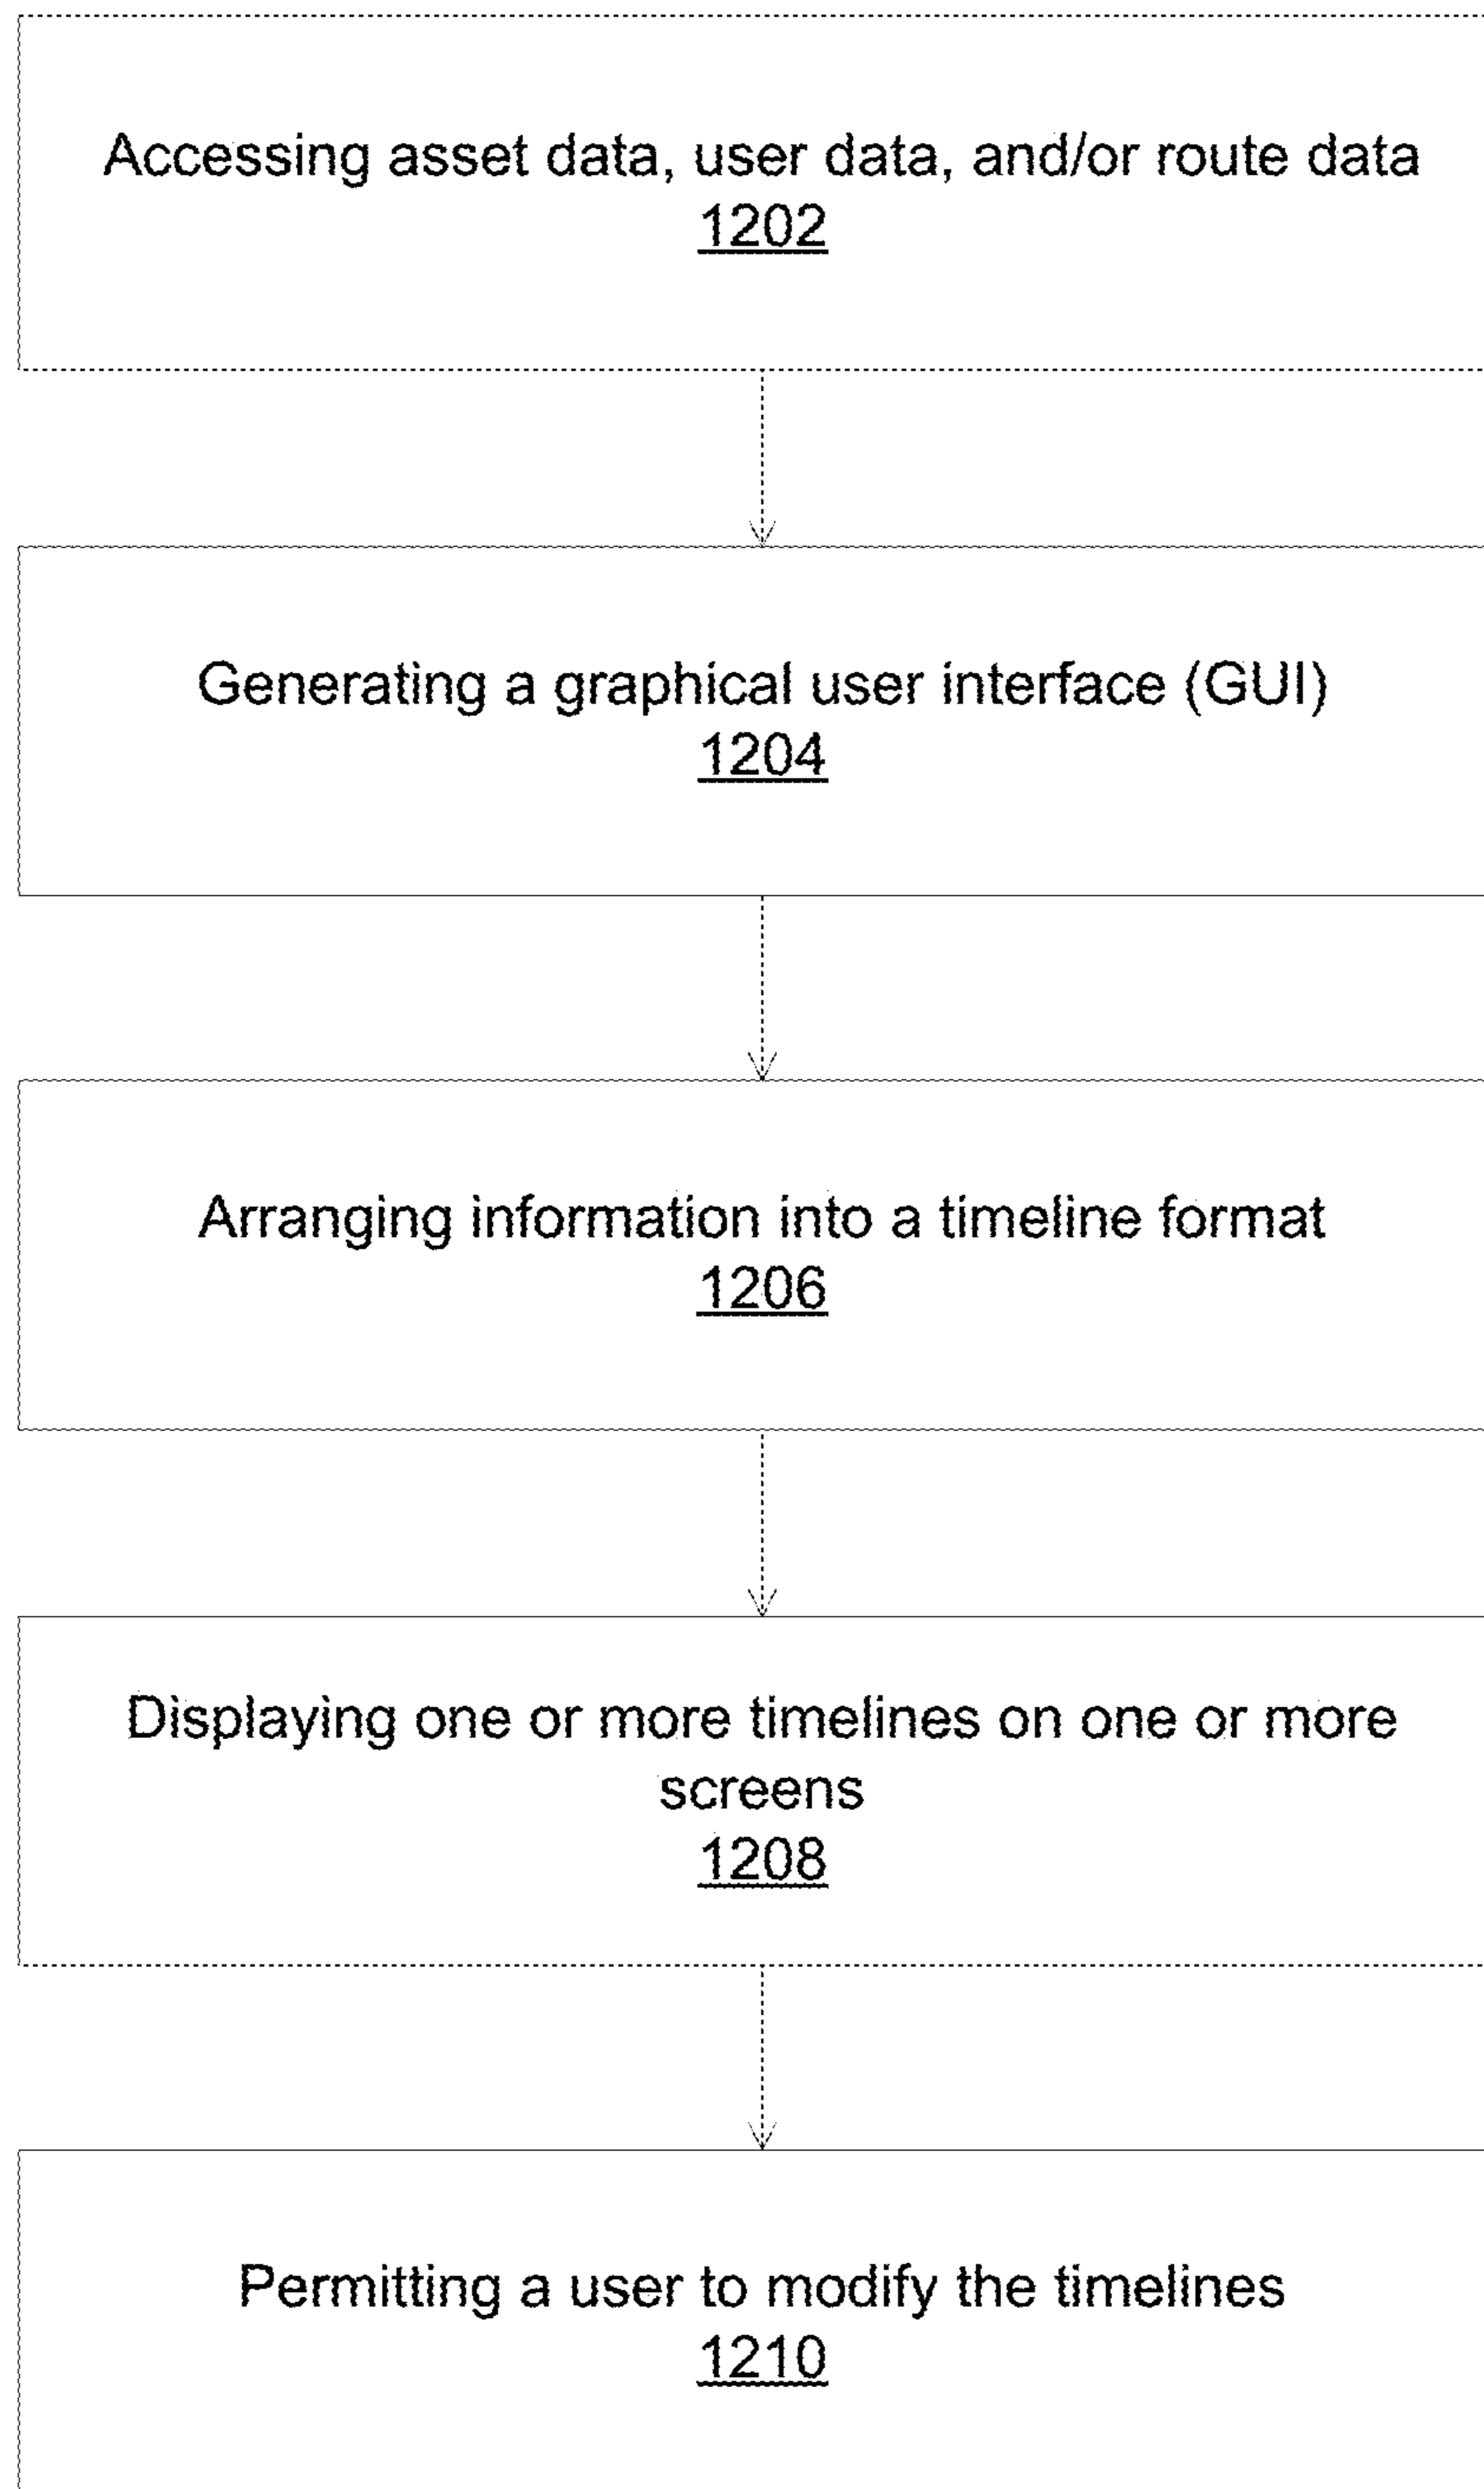 Accessing asset data, user data, and/or route data
1202
Generating a graphical user interface (GUI)
1204
Arranging information into a timeline format
1206
Displaying one or more timelines on one or more
screens
1208
Permitting a user to modify the timelines
1210